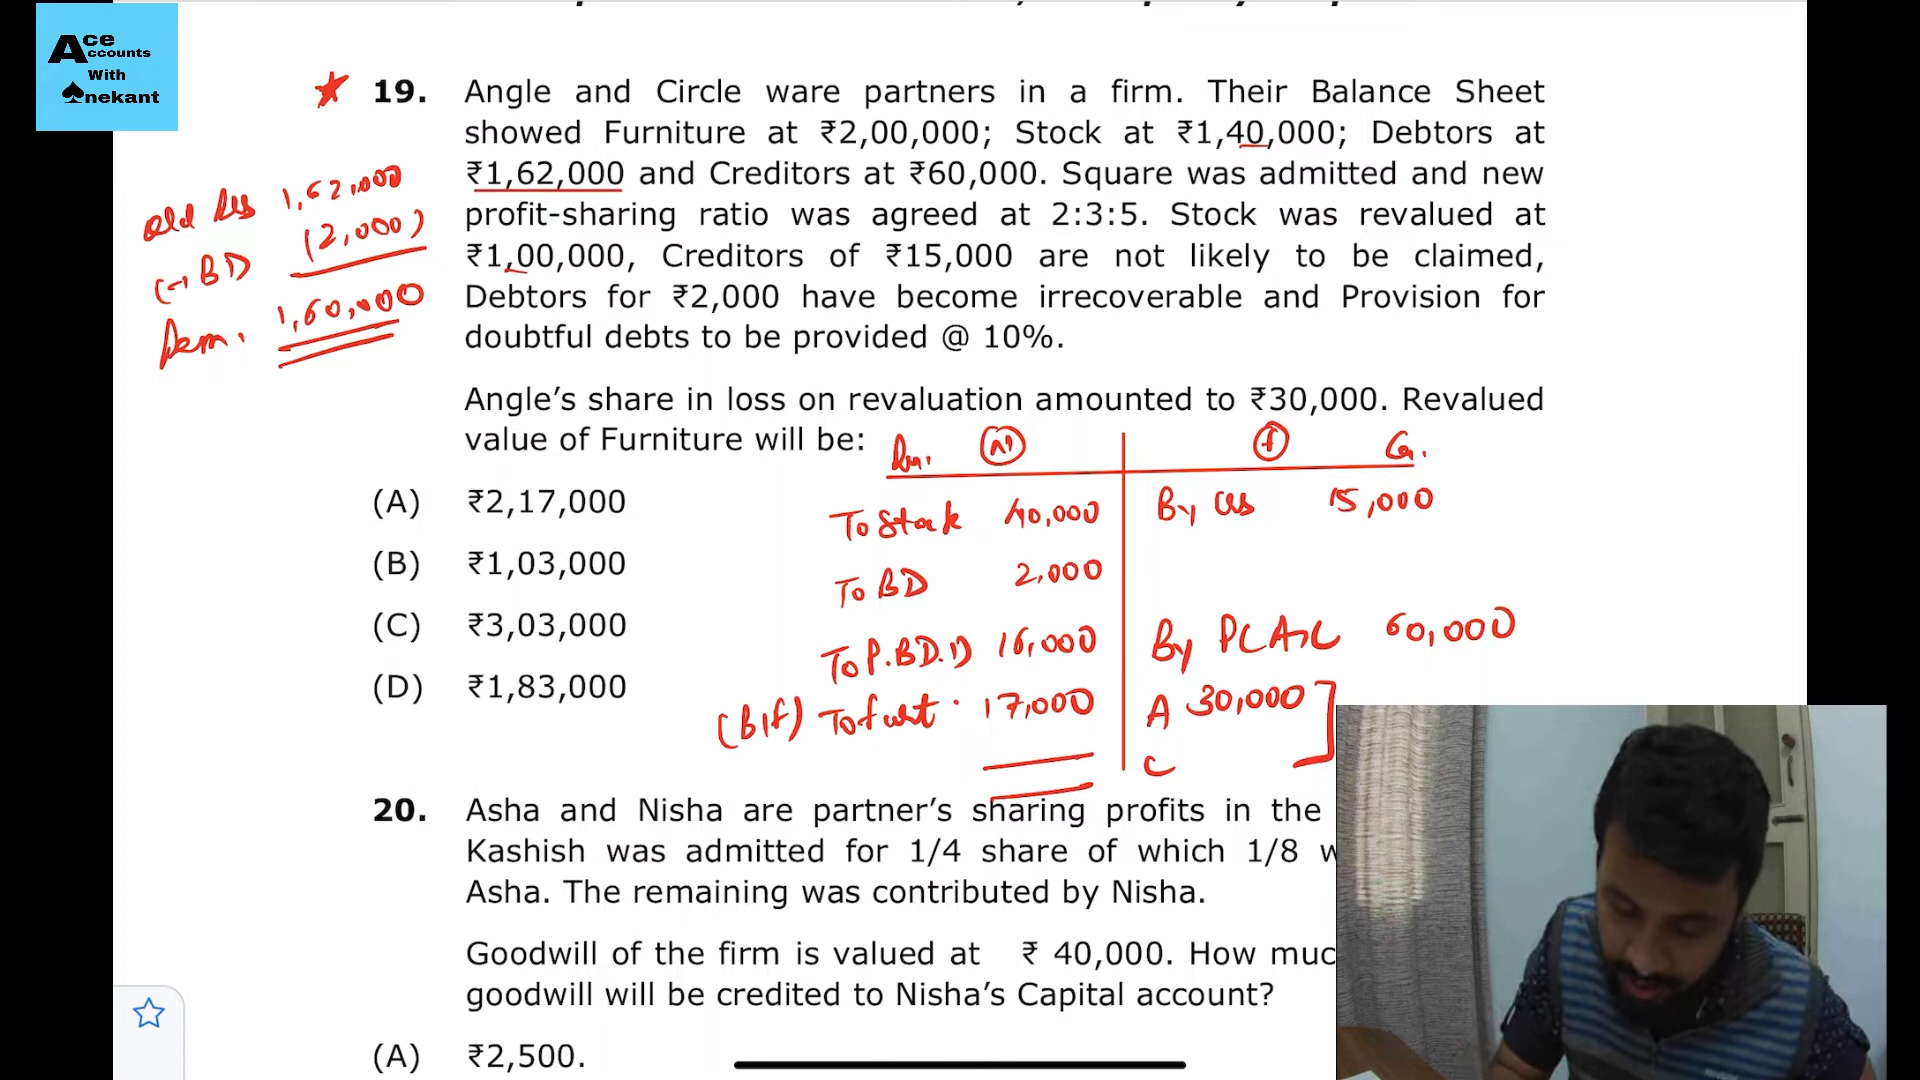 Ace
Accounts
With
Anekant
19. Angle and Circle ware partners in a firm. Their Balance Sheet
showed Furniture at ₹2,00,000; Stock at ₹1,40,000; Debtors at
₹1,62,000 and Creditors at ₹60,000. Square was admitted and new
profit-sharing ratio was agreed at 2:3:5. Stock was revalued at
₹1,00,000, Creditors of ₹15,000 are not likely to be claimed,
Debtors for ₹2,000 have become irrecoverable and Provision for
doubtful debts to be provided @ 10%.
1,62,000
(-) BD (2,000)
1,60,000
Angle's share in loss on revaluation amounted to ₹30,000. Revalued
value of Furniture will be:
Dr. Cr.
(A) ₹2,17,000
(B) ₹1,03,000
(C) ₹3,03,000
(D) ₹1,83,000
To Stock 40,000 By Crs 15,000
To BD 2,000
To P.BD.D 16,000 By PCA/C 60,000
(B/f) To furt. 17,000 A 30,000
C
20. Asha and Nisha are partner's sharing profits in the
Kashish was admitted for 1/4 share of which 1/8
Asha. The remaining was contributed by Nisha.
Goodwill of the firm is valued at ₹ 40,000. How
goodwill will be credited to Nisha's Capital account?
(A) ₹2,500.